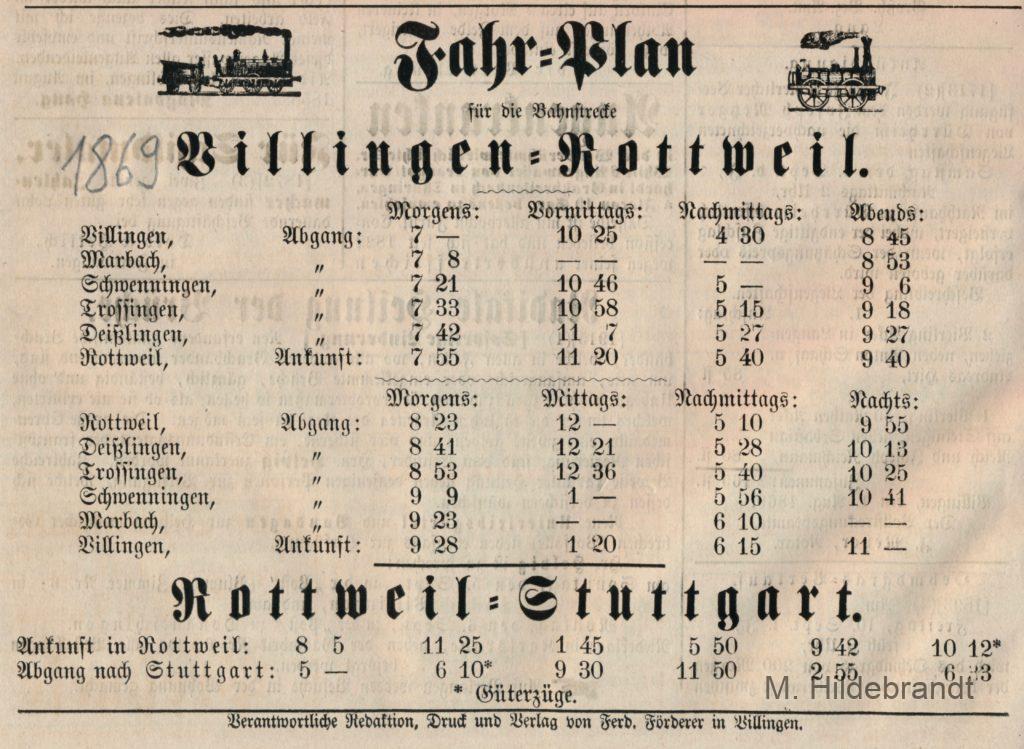 Fahr=Plan
für die Bahnstrecke
1869 Villingen=Rottweil.
Morgens: Vormittags: Nachmittags: Abends:
Villingen, Abgang: 7 — 10 25 4 30 8 45
Marbach, „ 7 8 — — — — 8 53
Schwenningen, „ 7 21 10 46 5 — 9 6
Trossingen, „ 7 33 10 58 5 15 9 18
Deißlingen, „ 7 42 11 7 5 27 9 27
Rottweil, Ankunft: 7 55 11 20 5 40 9 40
Morgens: Mittags: Nachmittags: Nachts:
Rottweil, Abgang: 8 23 12 — 5 10 9 55
Deißlingen, „ 8 41 12 21 5 28 10 13
Trossingen, „ 8 53 12 36 5 40 10 25
Schwenningen, „ 9 9 1 — 5 56 10 41
Marbach, „ 9 23 — — 6 10 — —
Villingen, Ankunft: 9 28 1 20 6 15 11 —
Rottweil=Stuttgart.
Ankunft in Rottweil: 8 5 11 25 1 45 5 50 9 42 10 12*
Abgang nach Stuttgart: 5 — 6 10* 9 30 11 50 2 55 6
M. Hildebrandt
* Güterzüge.
Verantwortliche Redaktion, Druck und Verlag von Ferd. Förderer in Villingen.